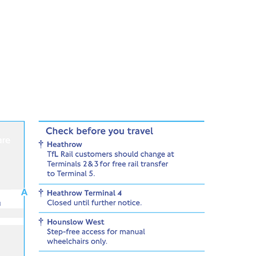 Check before you travel
† Heathrow
TfL Rail customers should change at
Terminals 2 & 3 for free rail transfer
to Terminal 5.
A
† Heathrow Terminal 4
Closed until further notice.
† Hounslow West
Step-free access for manual
wheelchairs only.